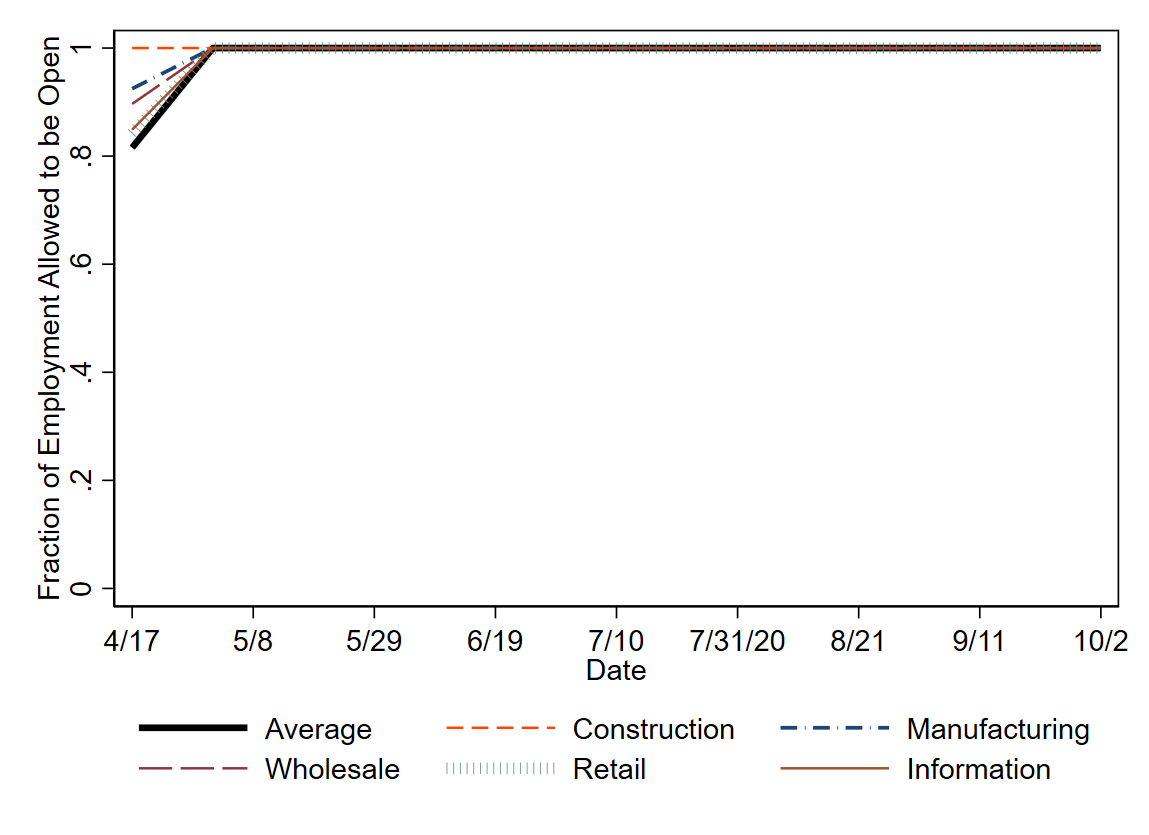 Fraction of Employment Allowed to be Open
1
.8
.6
.4
.2
0
4/17 5/8 5/29 6/19 7/10 7/31/20 8/21 9/11 10/2
Date
Average Construction Manufacturing
Wholesale Retail Information